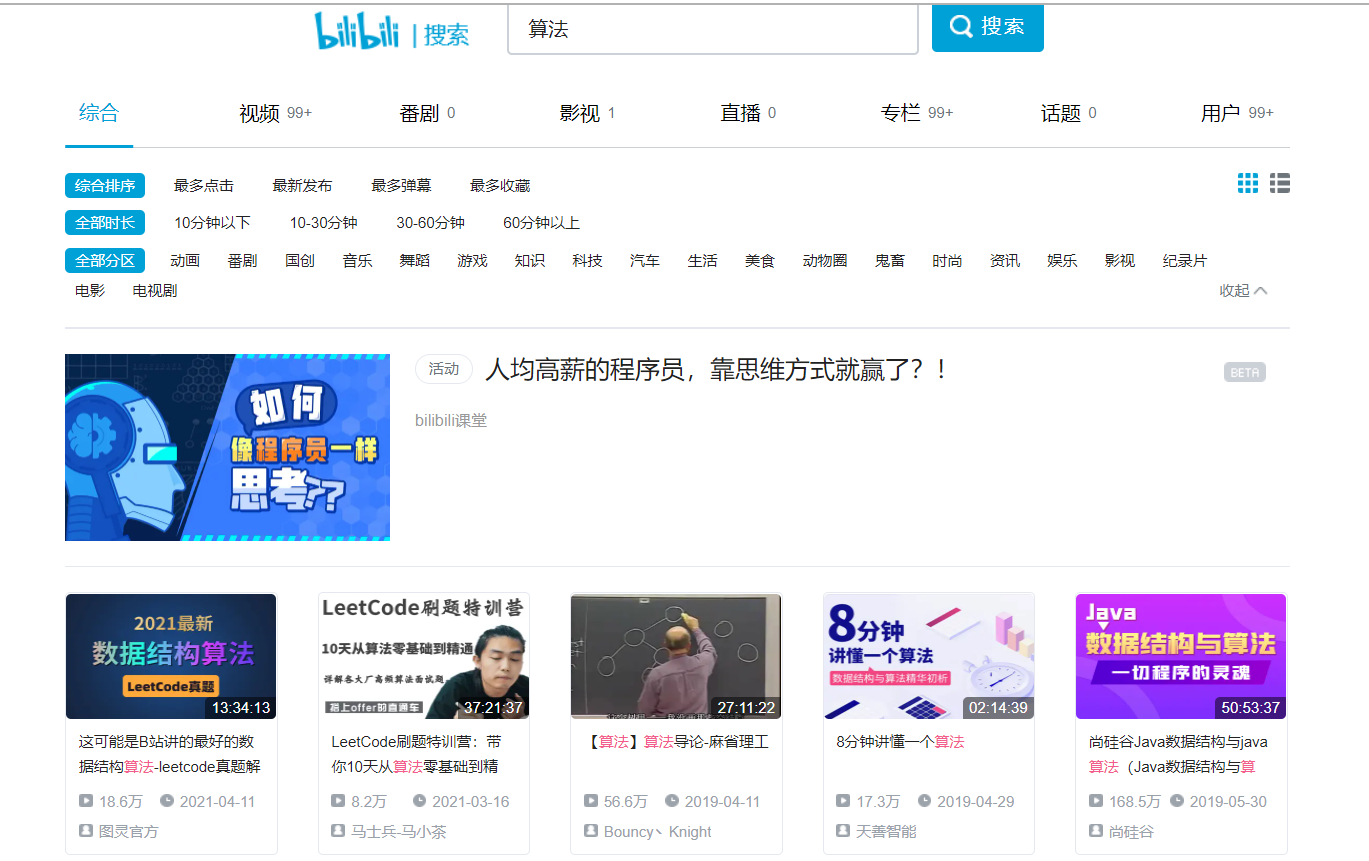 bilibili | 搜索
算法
搜索
综合 视频 99+ 番剧 0 影视 1 直播 0 专栏 99+ 话题 0 用户 99+
综合排序 最多点击 最新发布 最多弹幕 最多收藏
全部时长 10分钟以下 10-30分钟 30-60分钟 60分钟以上
全部分区 动画 番剧 国创 音乐 舞蹈 游戏 知识 科技 汽车 生活 美食 动物圈 鬼畜 时尚 资讯 娱乐 影视 纪录片
电影 电视剧 收起
如何
像程序员一样
思考??
活动 人均高薪的程序员，靠思维方式就赢了？！
BETA
bilibili课堂
2021最新
数据结构算法
LeetCode真题
13:34:13
这可能是B站讲的最好的数
据结构算法-leetcode真题解
18.6万 2021-04-11
图灵官方
LeetCode刷题特训营
10天从算法零基础到精通
详解各大厂高频算法面试题
搭上offer的直通车
37:21:37
LeetCode刷题特训营：带
你10天从算法零基础到精
8.2万 2021-03-16
马士兵-马小茶
27:11:22
【算法】算法导论-麻省理工
56.6万 2019-04-11
Bouncy丶Knight
8分钟
讲懂一个算法
数据结构与算法精华初析
02:14:39
8分钟讲懂一个算法
17.3万 2019-04-29
天善智能
Java
数据结构与算法
一切程序的灵魂
50:53:37
尚硅谷Java数据结构与java
算法（Java数据结构与算
168.5万 2019-05-30
尚硅谷